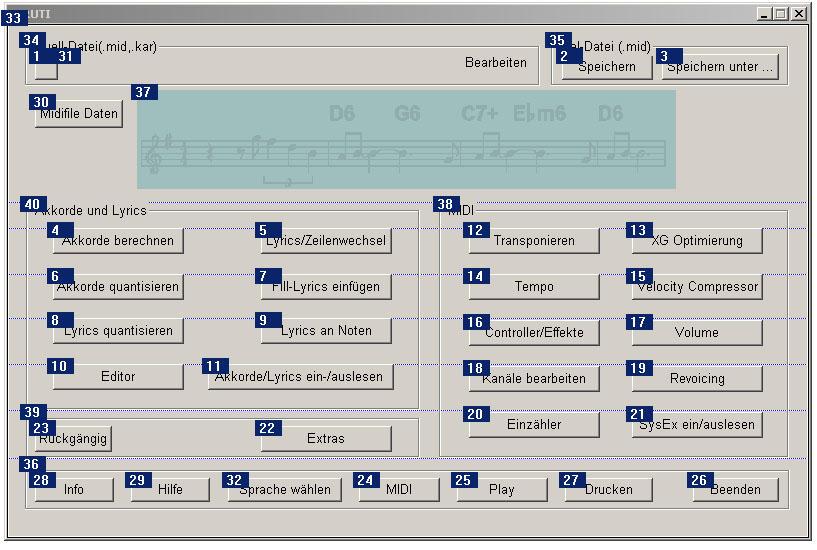 33 RUTI
34 uell-Datei(.mid,.kar)
35 el-Datei (.mid)
1 31 Bearbeiten
2 Speichern 3 Speichern unter ...
30 Midifile Daten
37
D6 G6 C7+ E♭m6 D6
3
40 Akkorde und Lyrics
38 MIDI
4 Akkorde berechnen 5 Lyrics/Zeilenwechsel
12 Transponieren 13 XG Optimierung
6 Akkorde quantisieren 7 Fill-Lyrics einfügen
14 Tempo 15 Velocity Compressor
8 Lyrics quantisieren 9 Lyrics an Noten
16 Controller/Effekte 17 Volume
10 Editor 11 Akkorde/Lyrics ein-/auslesen
18 Kanäle bearbeiten 19 Revoicing
39
23 Rückgängig 22 Extras
20 Einzähler 21 SysEx ein/auslesen
36
28 Info 29 Hilfe 32 Sprache wählen 24 MIDI 25 Play 27 Drucken 26 Beenden